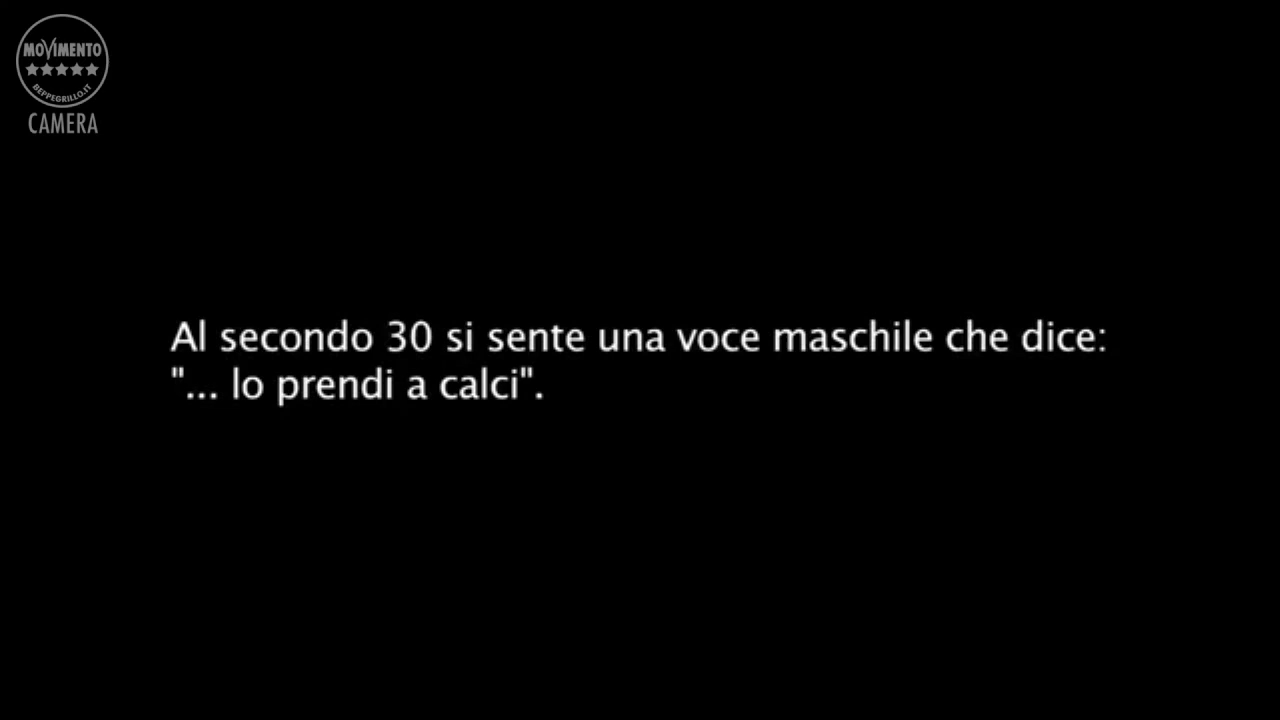 MOVIMENTO
BEPPEGRILLO.IT
CAMERA
Al secondo 30 si sente una voce maschile che dice:
"... lo prendi a calci".